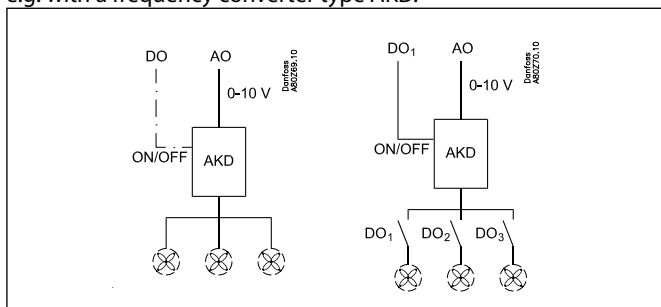 e.g. with a frequency converter type AKD.
DO AO
Danfoss
A80Z69.10
0-10 V
ON/OFF AKD
DO₁ AO
Danfoss
A80Z70.10
0-10 V
ON/OFF AKD
DO₁ DO₂ DO₃